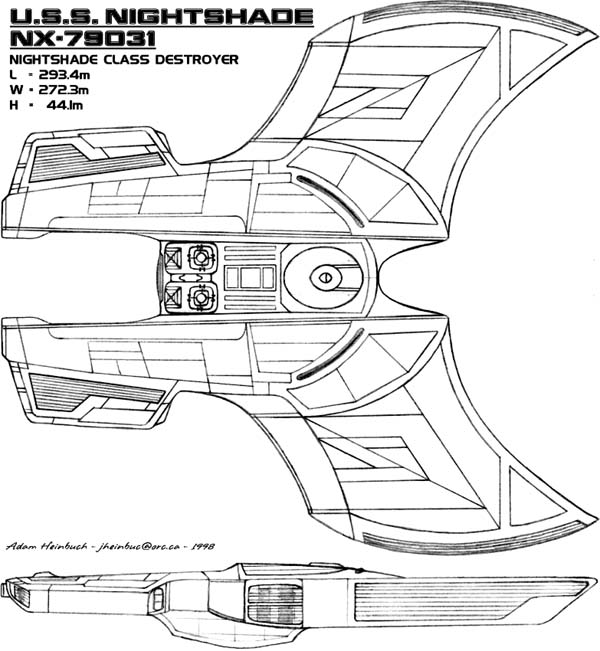 U.S.S. NIGHTSHADE
NX-79031
NIGHTSHADE CLASS DESTROYER
L = 293.4m
W = 272.3m
H = 44.1m
Adam Heinbuch - jheinbuc@orc.ca - 1998